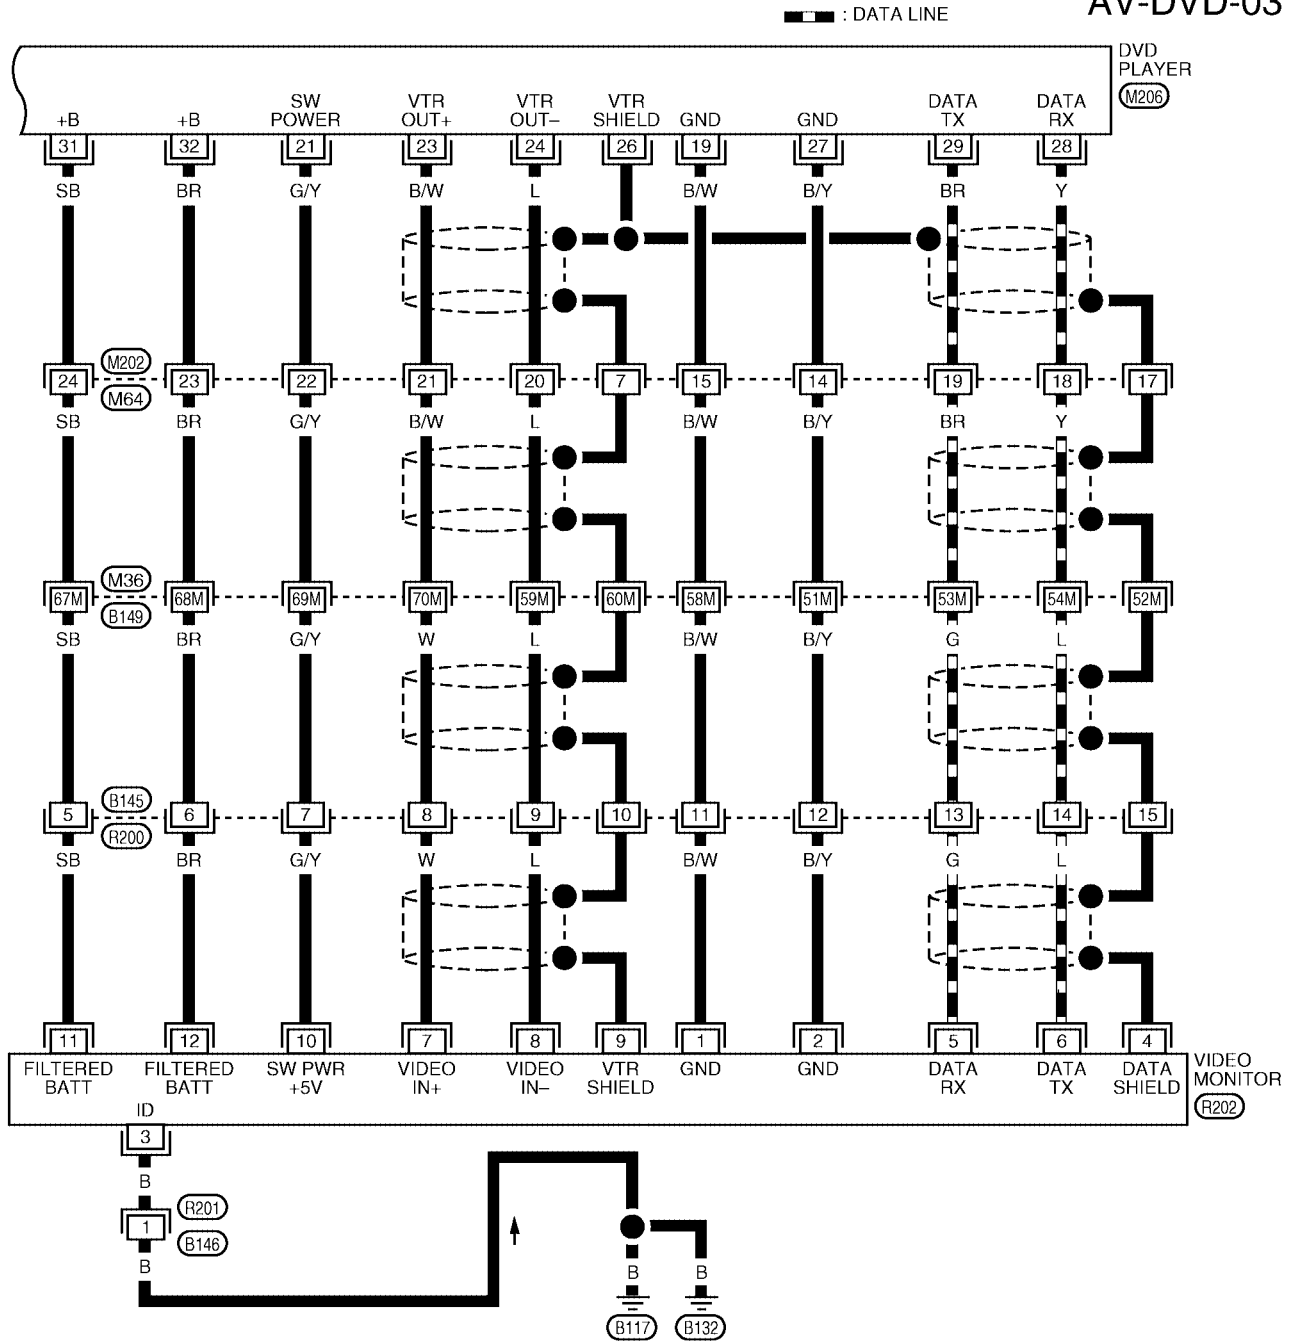 AV-DVD-03
: DATA LINE
DVD
PLAYER
M206
+B +B SW POWER VTR OUT+ VTR OUT– VTR SHIELD GND GND DATA TX DATA RX
31 32 21 23 24 26 19 27 29 28
SB BR G/Y B/W L B/W B/Y BR Y
M202
24 23 22 21 20 7 15 14 19 18 17
M64
SB BR G/Y B/W L B/W B/Y BR Y
M36
67M 68M 69M 70M 59M 60M 58M 51M 53M 54M 52M
B149
SB BR G/Y W L B/W B/Y G L
B145
5 6 7 8 9 10 11 12 13 14 15
R200
SB BR G/Y W L B/W B/Y G L
11 12 10 7 8 9 1 2 5 6 4
FILTERED BATT FILTERED BATT SW PWR +5V VIDEO IN+ VIDEO IN– VTR SHIELD GND GND DATA RX DATA TX DATA SHIELD
VIDEO
MONITOR
R202
ID
3
B
R201
1
B146
B B B
B117 B132